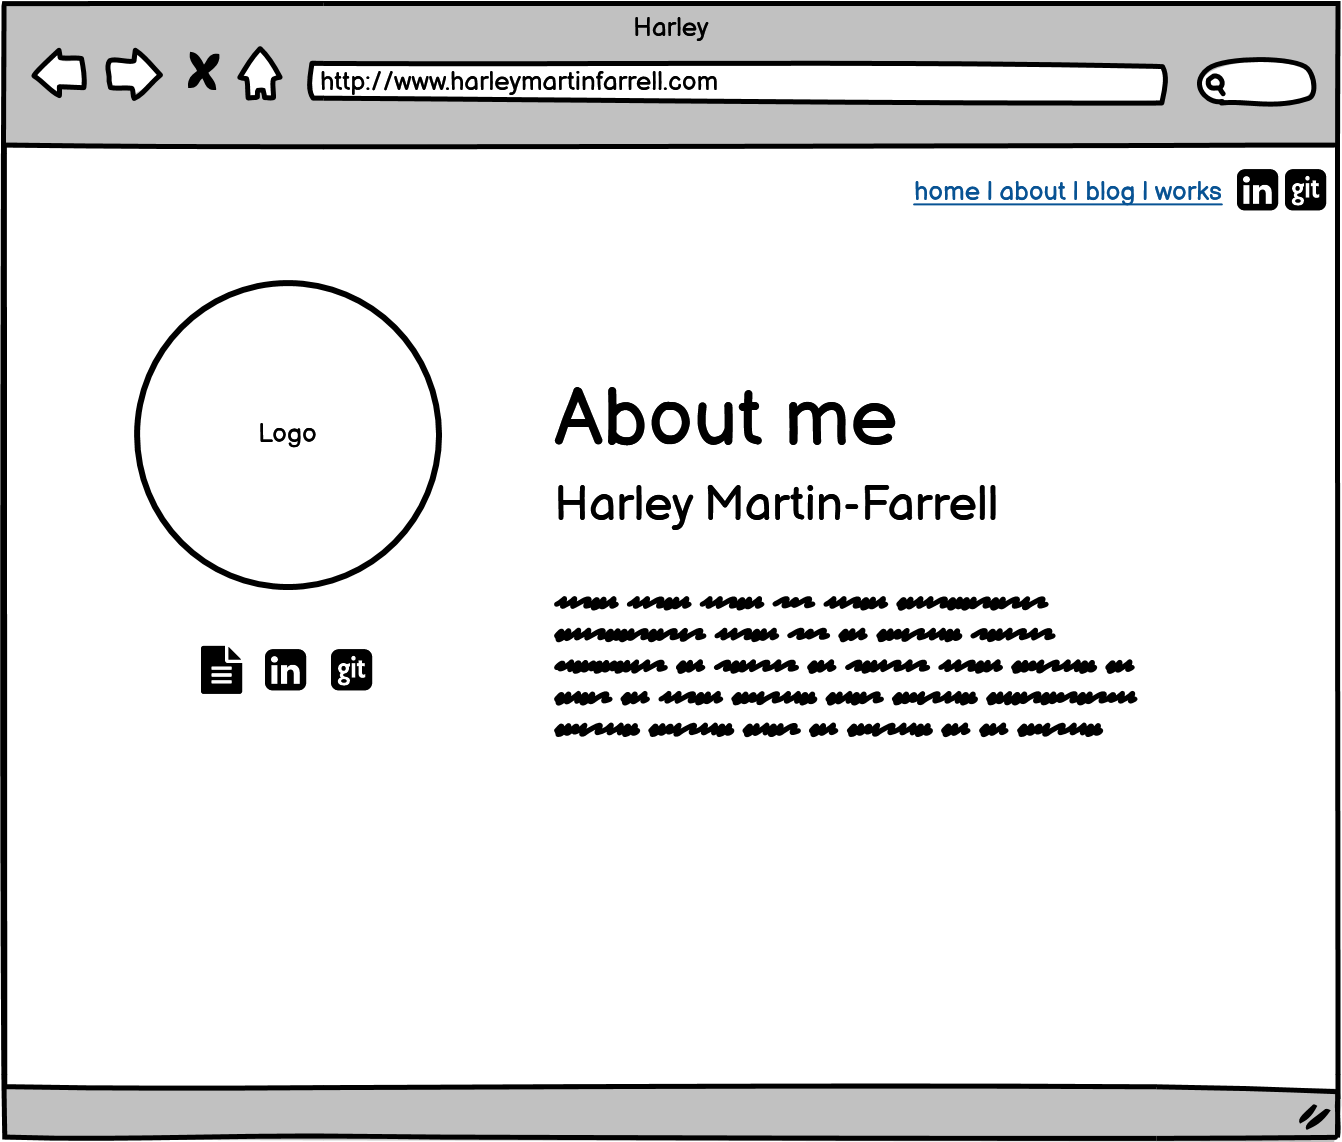 Harley
http://www.harleymartinfarrell.com
home | about | blog | works in git
Logo
About me
Harley Martin-Farrell
in git